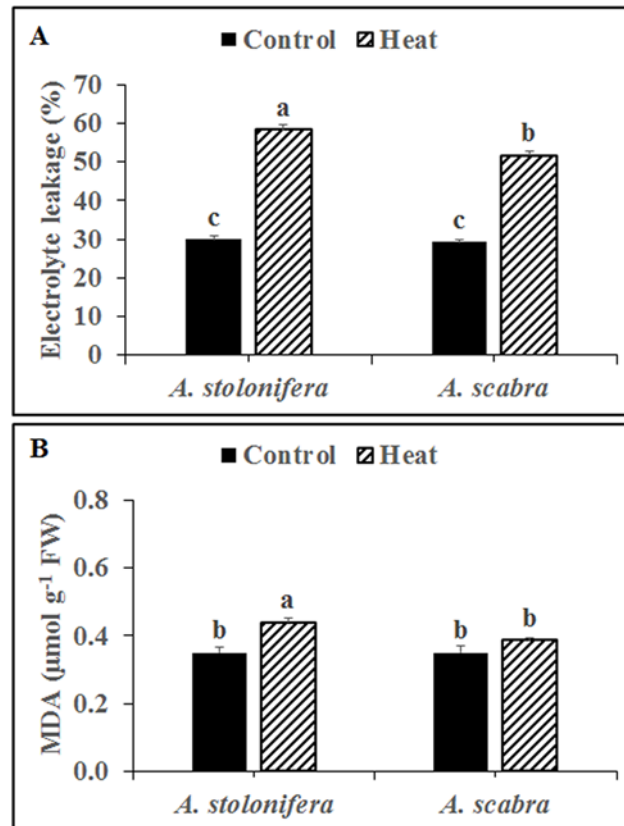 A
Control Heat
Electrolyte leakage (%)
70
60
50
40
30
20
10
0
a
b
c
c
A. stolonifera A. scabra
B
Control Heat
MDA (µmol g⁻¹ FW)
0.8
0.6
0.4
0.2
0.0
a
b
b
b
A. stolonifera A. scabra